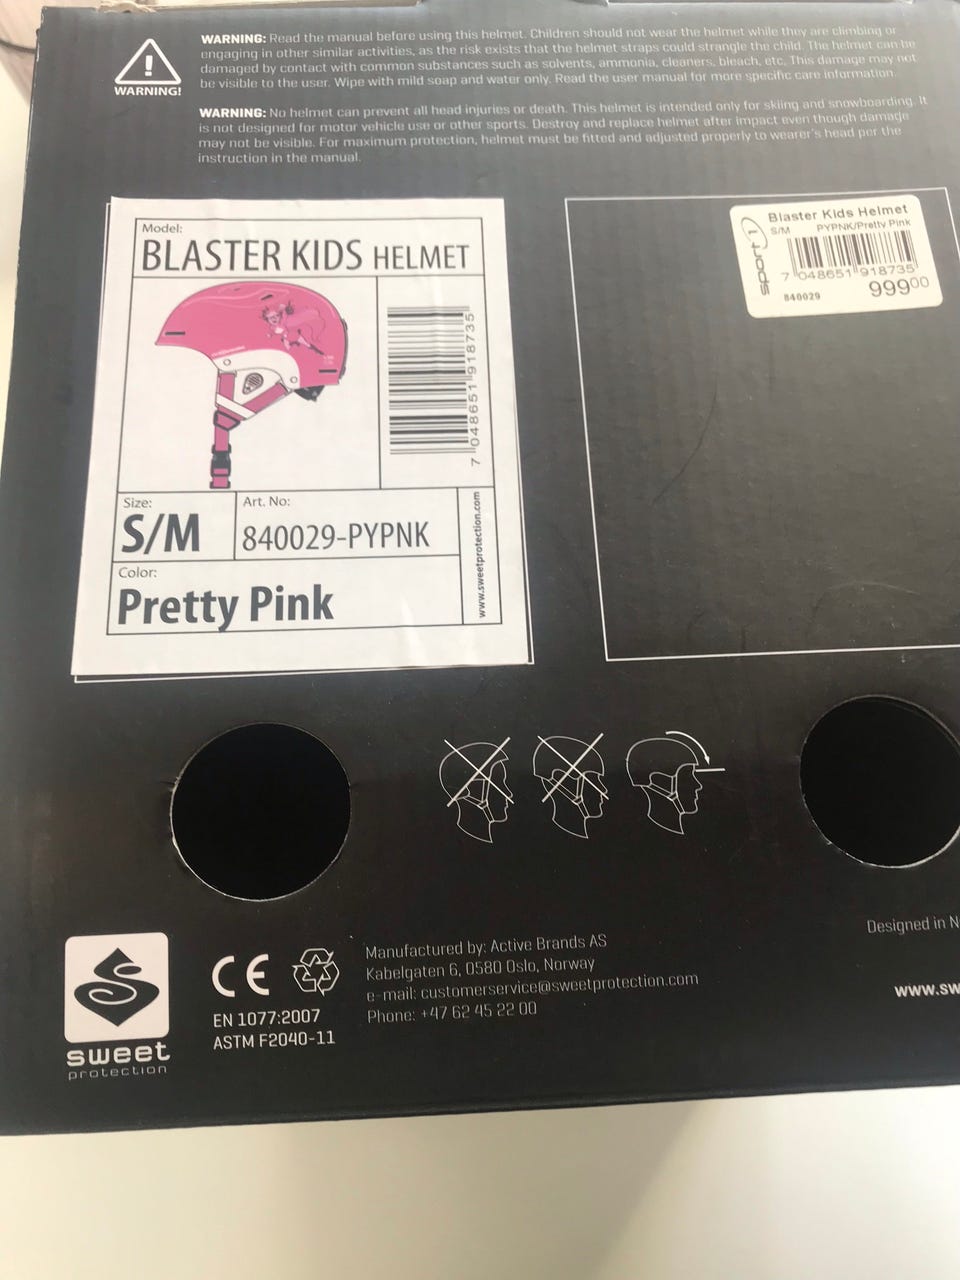 WARNING!
WARNING: Read the manual before using this helmet. Children should not wear the helmet while they are climbing or
engaging in other similar activities, as the risk exists that the helmet straps could strangle the child. The helmet can be
damaged by contact with common substances such as solvents, ammonia, cleaners, bleach, etc. This damage may not
be visible to the user. Wipe with mild soap and water only. Read the user manual for more specific care information.
WARNING: No helmet can prevent all head injuries or death. This helmet is intended only for skiing and snowboarding. It
is not designed for motor vehicle use or other sports. Destroy and replace helmet after impact even though damage
may not be visible. For maximum protection, helmet must be fitted and adjusted properly to wearer's head per the
instruction in the manual.
Model:
BLASTER KIDS HELMET
7 048651 918735
Size:
S/M
Art. No:
840029-PYPNK
Color:
Pretty Pink
www.sweetprotection.com
sport 1
Blaster Kids Helmet
S/M PYPNK/Pretty Pink
7 048651 918735
840029 99900
sweet
protection
CE
EN 1077:2007
ASTM F2040-11
Manufactured by: Active Brands AS
Kabelgaten 6, 0580 Oslo, Norway
e-mail: customerservice@sweetprotection.com
Phone: +47 62 45 22 00
Designed in N
www.sw